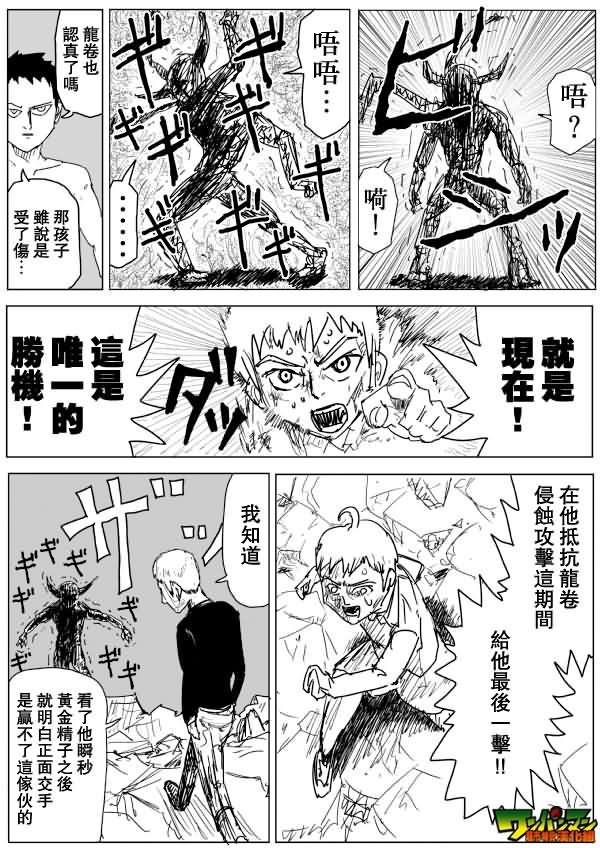 唔？
ビシッ
嗬！
唔唔…
ギギギ
ギギギ
ギギギ
……
龍卷也
認真了嗎
那孩子
雖說是
受了傷…
就是
現在！
ダッ
這是
唯一的
勝機！
在他抵抗龍卷
侵蝕攻擊這期間
給他最後一擊!!
我知道
ザッ
ギギギ
ギギ
看了他瞬秒
黃金精子之後
就明白正面交手
是贏不了這傢伙的
ワンパンマン